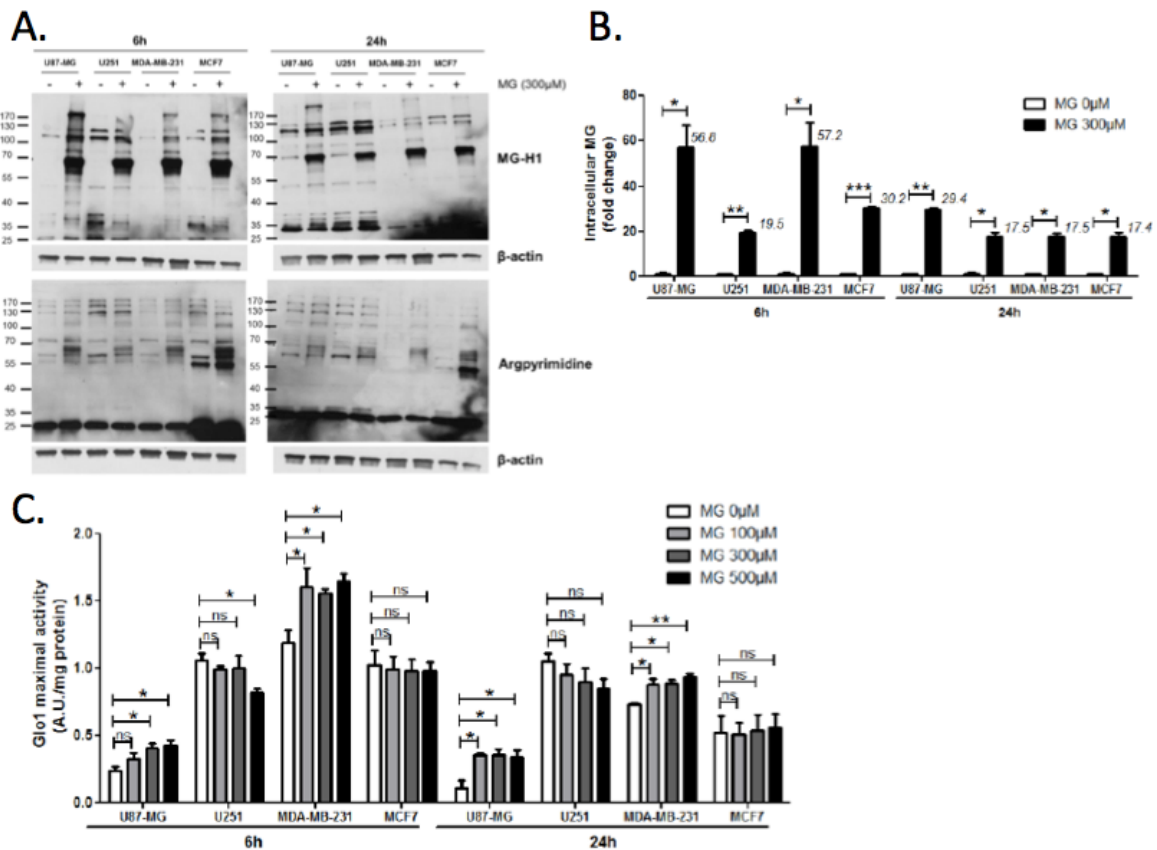 A.
6h
24h
U87-MG U251 MDA-MB-231 MCF7
U87-MG U251 MDA-MB-231 MCF7
- + - + - + - +
- + - + - + - +
MG (300µM)
170
130
100
70
55
40
35
25
170
130
100
70
55
40
35
25
MG-H1
β-actin
170
130
100
70
55
40
35
25
170
130
100
70
55
40
35
25
Argpyrimidine
β-actin
B.
Intracellular MG
(fold change)
80
60
40
20
0
MG 0µM
MG 300µM
* * *** ** * * *
**
56.8 19.5 57.2 30.2 29.4 17.5 17.5 17.4
U87-MG U251 MDA-MB-231 MCF7 U87-MG U251 MDA-MB-231 MCF7
6h 24h
C.
Glo1 maximal activity
(A.U./mg protein)
2.0
1.5
1.0
0.5
0.0
MG 0µM
MG 100µM
MG 300µM
MG 500µM
*
*
ns
*
ns
ns
*
*
*
ns
ns
ns
*
*
*
ns
ns
ns
**
*
*
ns
ns
ns
U87-MG U251 MDA-MB-231 MCF7 U87-MG U251 MDA-MB-231 MCF7
6h 24h